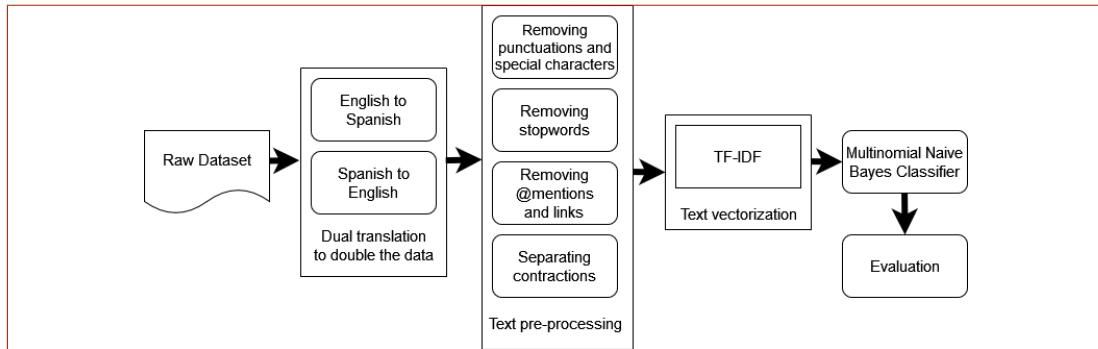 Raw Dataset
English to
Spanish
Spanish to
English
Dual translation
to double the data
Removing
punctuations and
special characters
Removing
stopwords
Removing
@mentions
and links
Separating
contractions
Text pre-processing
TF-IDF
Text vectorization
Multinomial Naive
Bayes Classifier
Evaluation